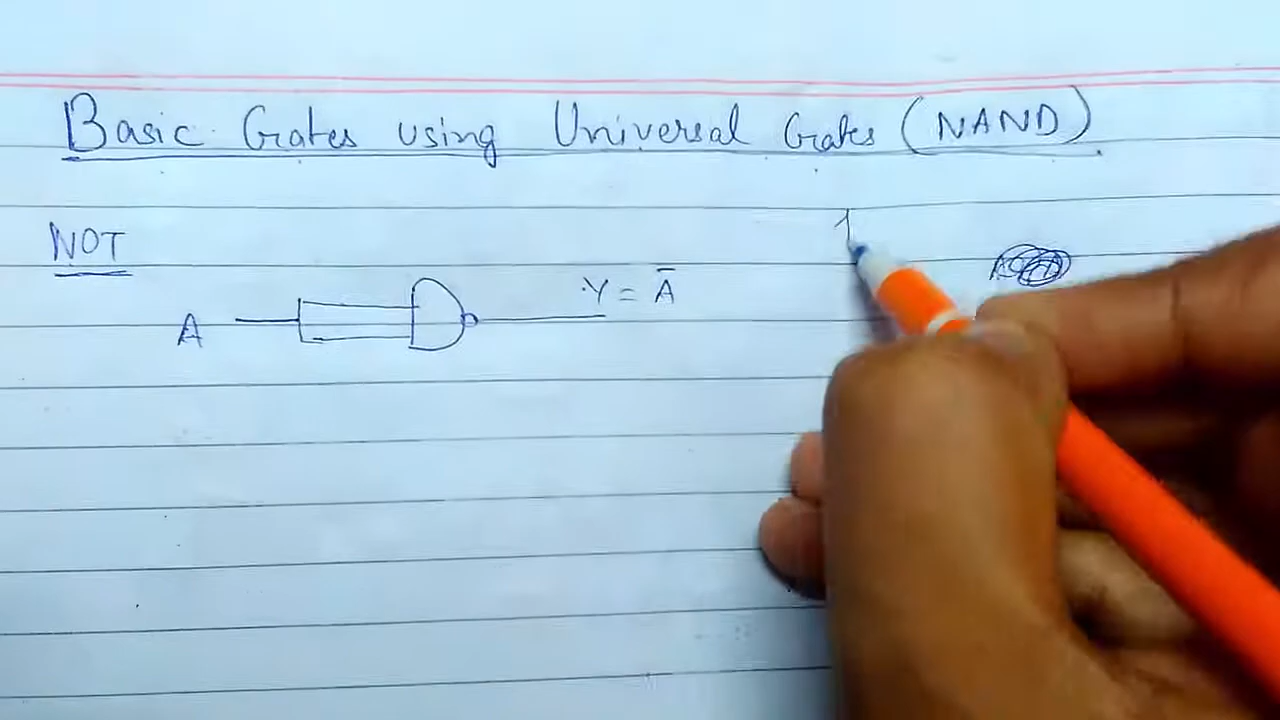 Basic Gates using Universal Gates (NAND)
NOT
A Y = A̅